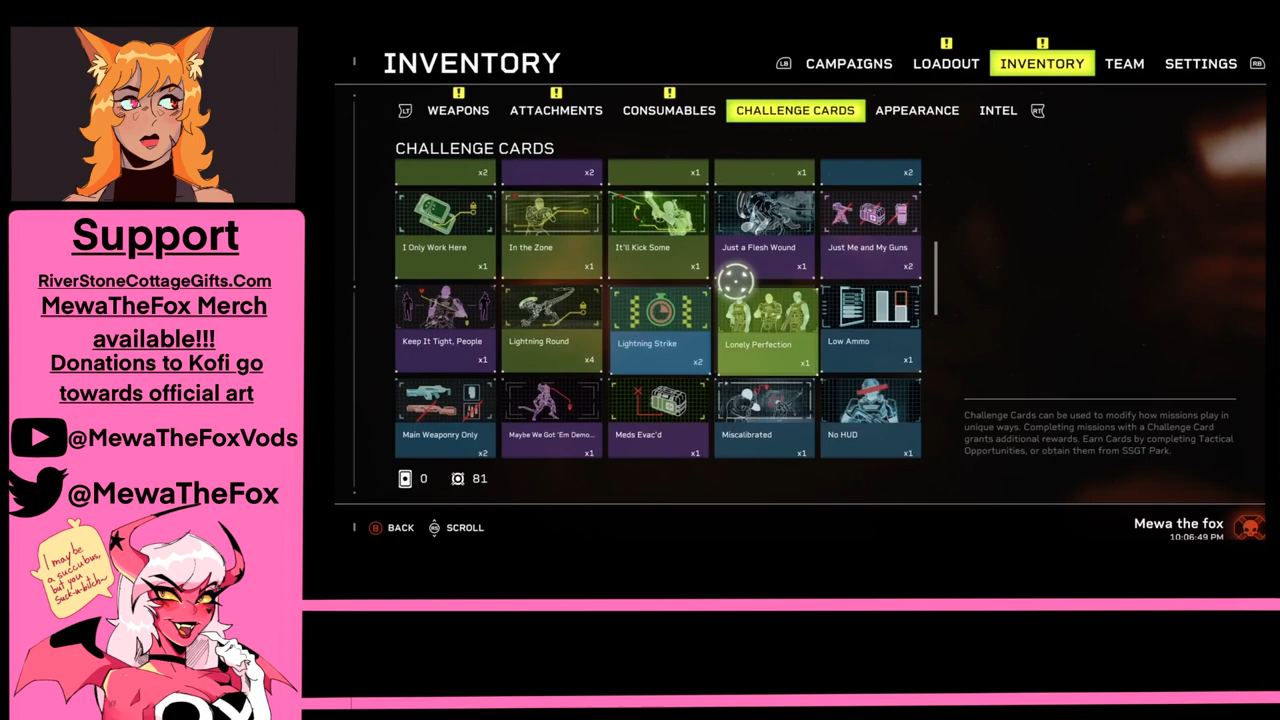 Support
RiverStoneCottageGifts.Com
MewaTheFox Merch
available!!!
Donations to Kofi go
towards official art
@MewaTheFoxVods
@MewaTheFox
I maybe
a succubus,
but you
suck-a-bitch~
INVENTORY
LB CAMPAIGNS LOADOUT INVENTORY TEAM SETTINGS RB
LT WEAPONS ATTACHMENTS CONSUMABLES CHALLENGE CARDS APPEARANCE INTEL RT
CHALLENGE CARDS
x2 x2 x1 x1 x2
I Only Work Here In the Zone It'll Kick Some Just a Flesh Wound Just Me and My Guns
x1 x1 x1 x1 x2
Keep It Tight, People Lightning Round Lightning Strike Lonely Perfection Low Ammo
x1 x4 x2 x1 x1
Main Weaponry Only Maybe We Got 'Em Demo... Meds Evac'd Miscalibrated No HUD
x2 x1 x1 x1 x1
0 81
Challenge Cards can be used to modify how missions play in
unique ways. Completing missions with a Challenge Card
grants additional rewards. Earn Cards by completing Tactical
Opportunities, or obtain them from SSGT Park.
B BACK RS SCROLL
Mewa the fox
10:06:49 PM